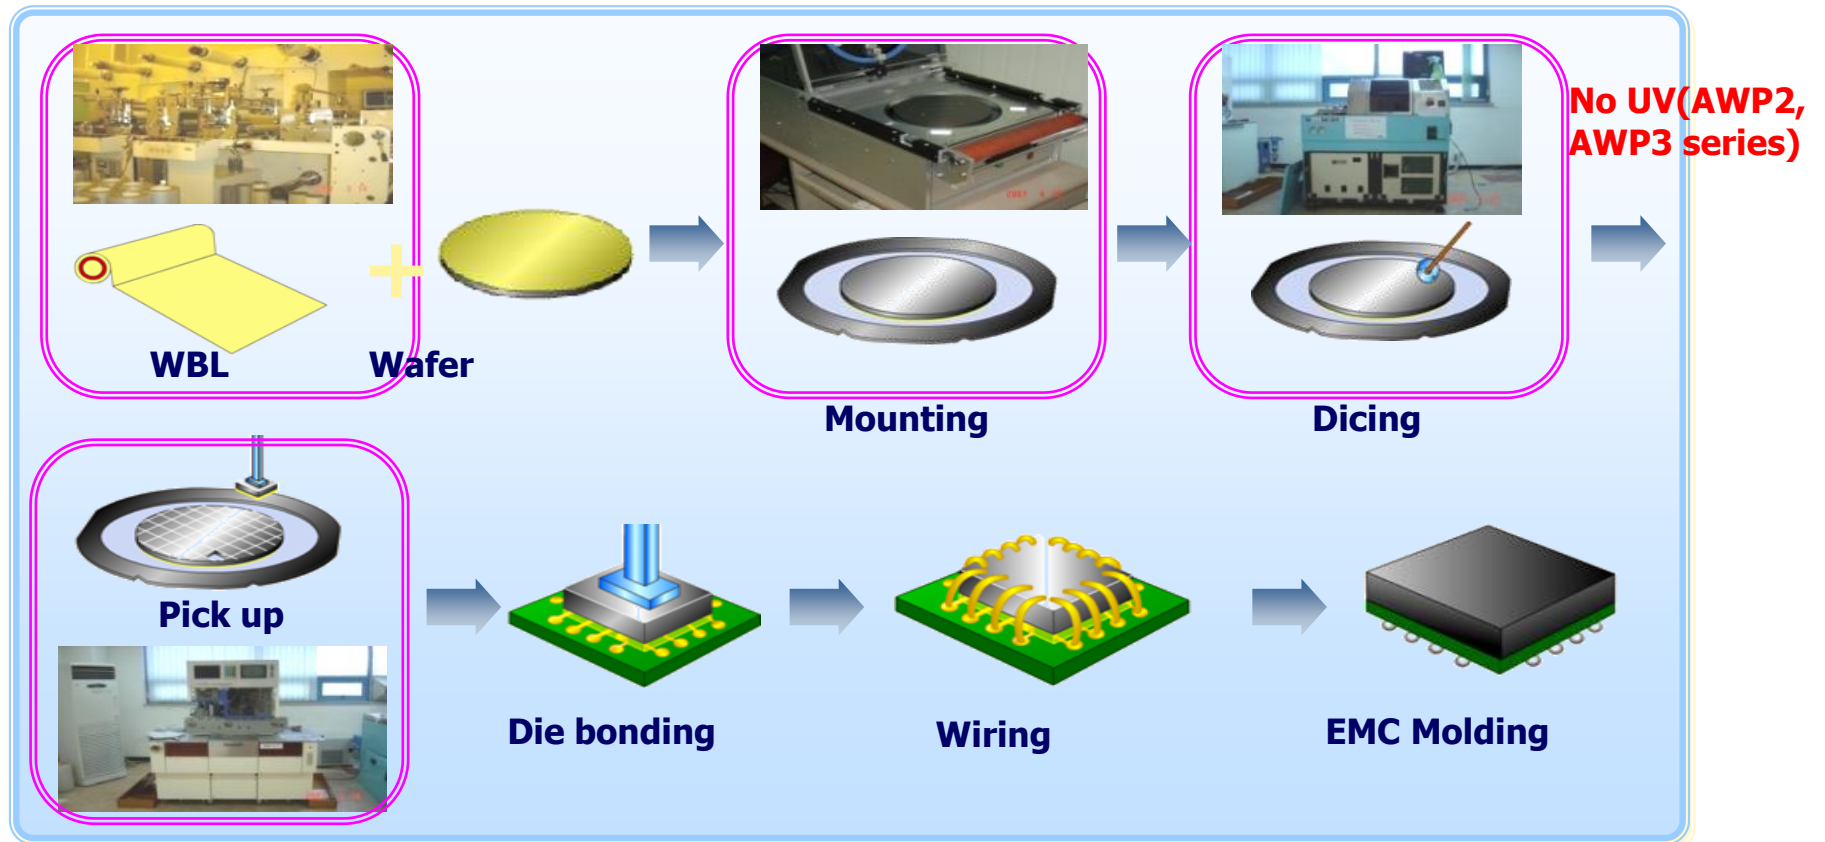 No UV(AWP2,
AWP3 series)
WBL
Wafer
Mounting
Dicing
Pick up
Die bonding
Wiring
EMC Molding